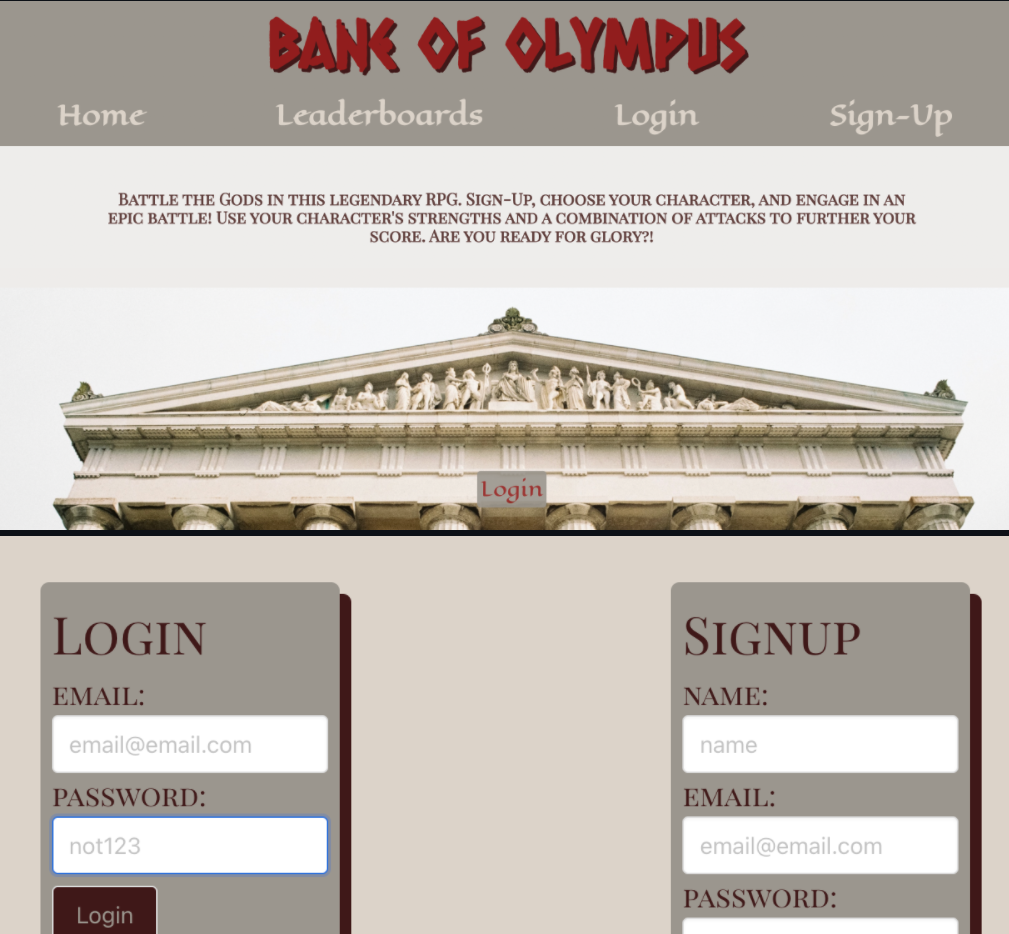 BANE OF OLYMPUS
Home Leaderboards Login Sign-Up
Battle the Gods in this legendary RPG. Sign-Up, choose your character, and engage in an
epic battle! Use your character's strengths and a combination of attacks to further your
score. Are you ready for glory?!
Login
Login
email:
email@email.com
password:
not123
Login
Signup
name:
name
email:
email@email.com
password: